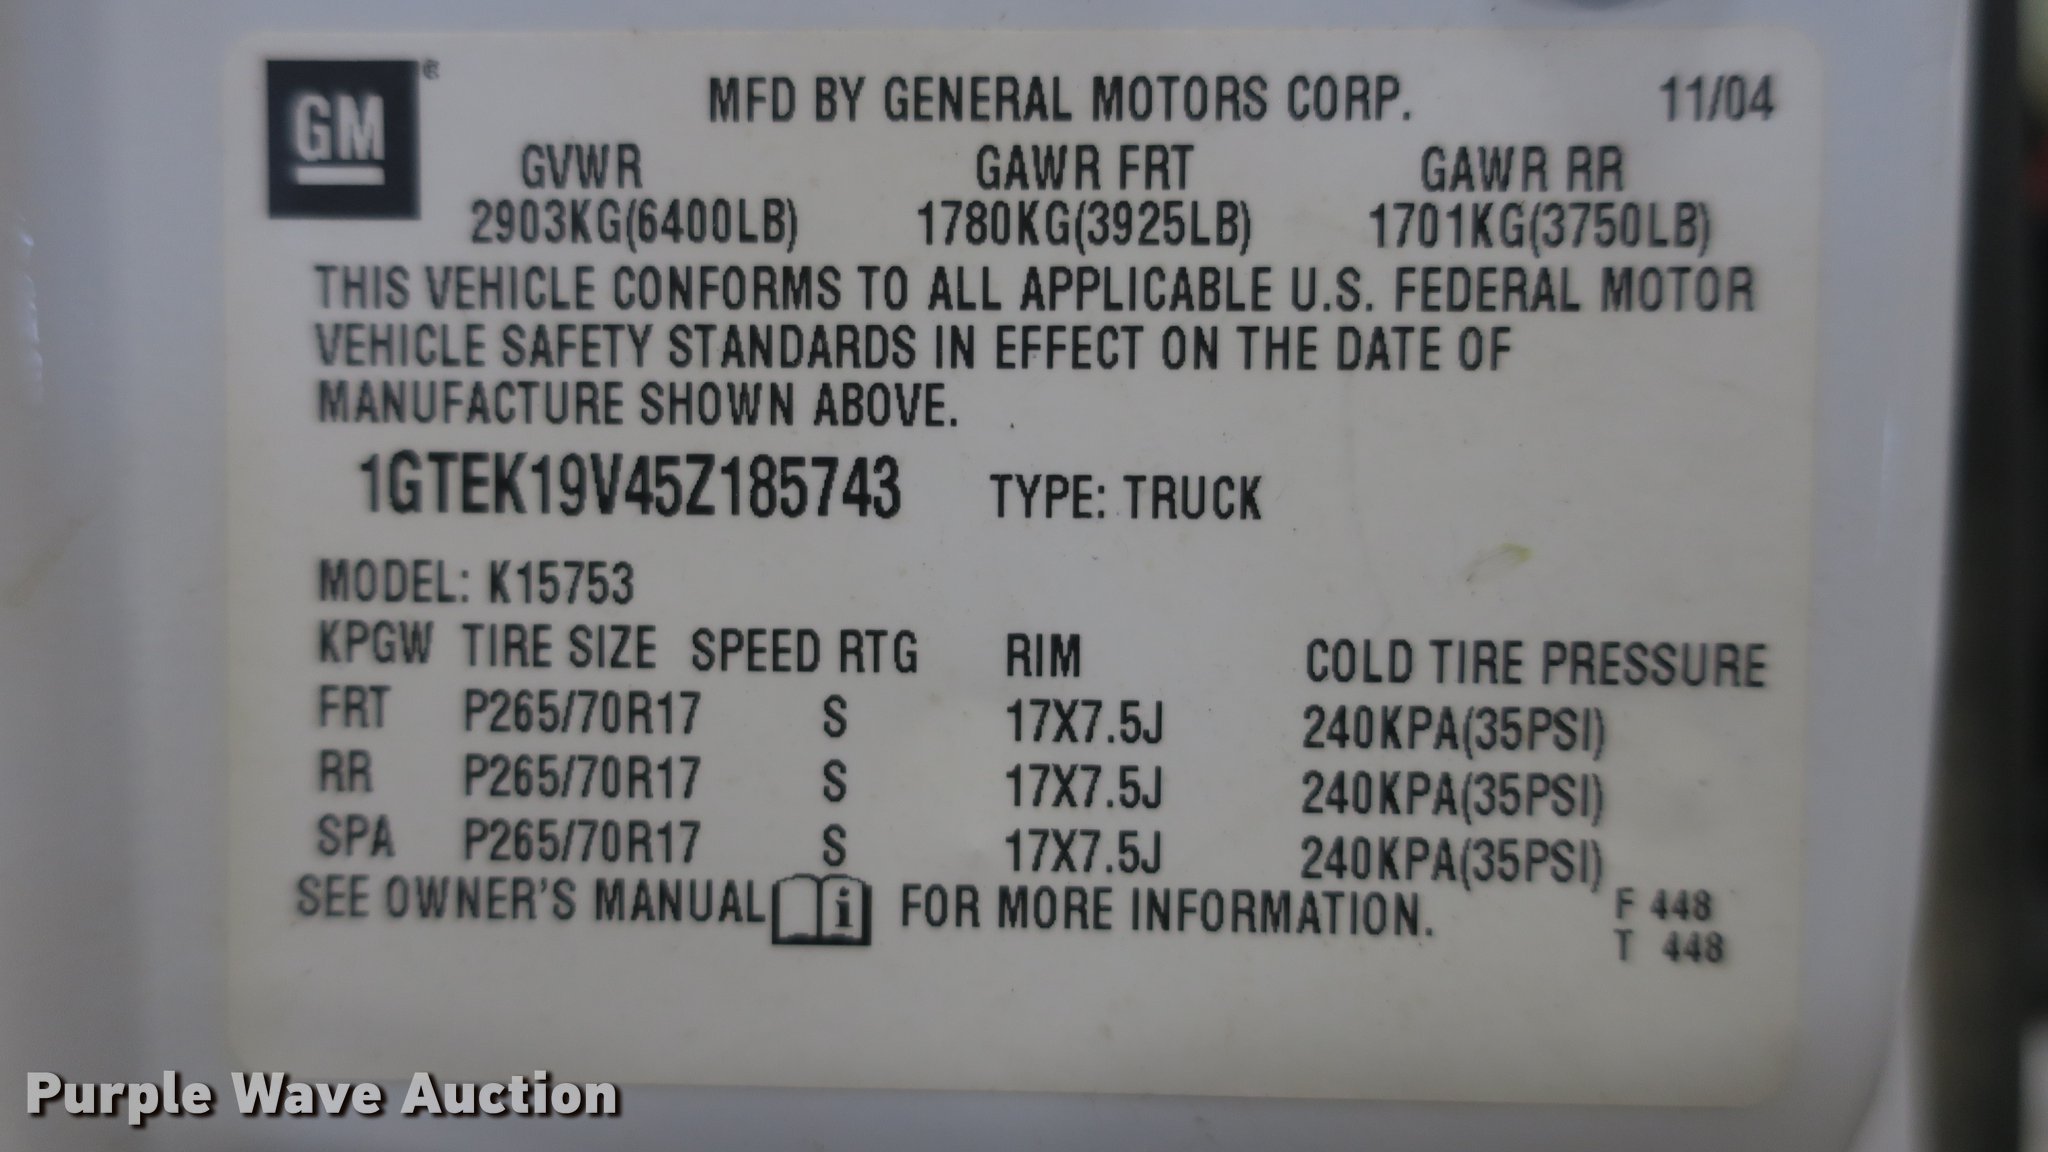 GM®
MFD BY GENERAL MOTORS CORP. 11/04
GVWR GAWR FRT GAWR RR
2903KG(6400LB) 1780KG(3925LB) 1701KG(3750LB)
THIS VEHICLE CONFORMS TO ALL APPLICABLE U.S. FEDERAL MOTOR
VEHICLE SAFETY STANDARDS IN EFFECT ON THE DATE OF
MANUFACTURE SHOWN ABOVE.
1GTEK19V45Z185743 TYPE: TRUCK
MODEL: K15753
KPGW TIRE SIZE SPEED RTG RIM COLD TIRE PRESSURE
FRT P265/70R17 S 17X7.5J 240KPA(35PSI)
RR P265/70R17 S 17X7.5J 240KPA(35PSI)
SPA P265/70R17 S 17X7.5J 240KPA(35PSI)
SEE OWNER'S MANUAL i FOR MORE INFORMATION.
F 448
T 448
Purple Wave Auction